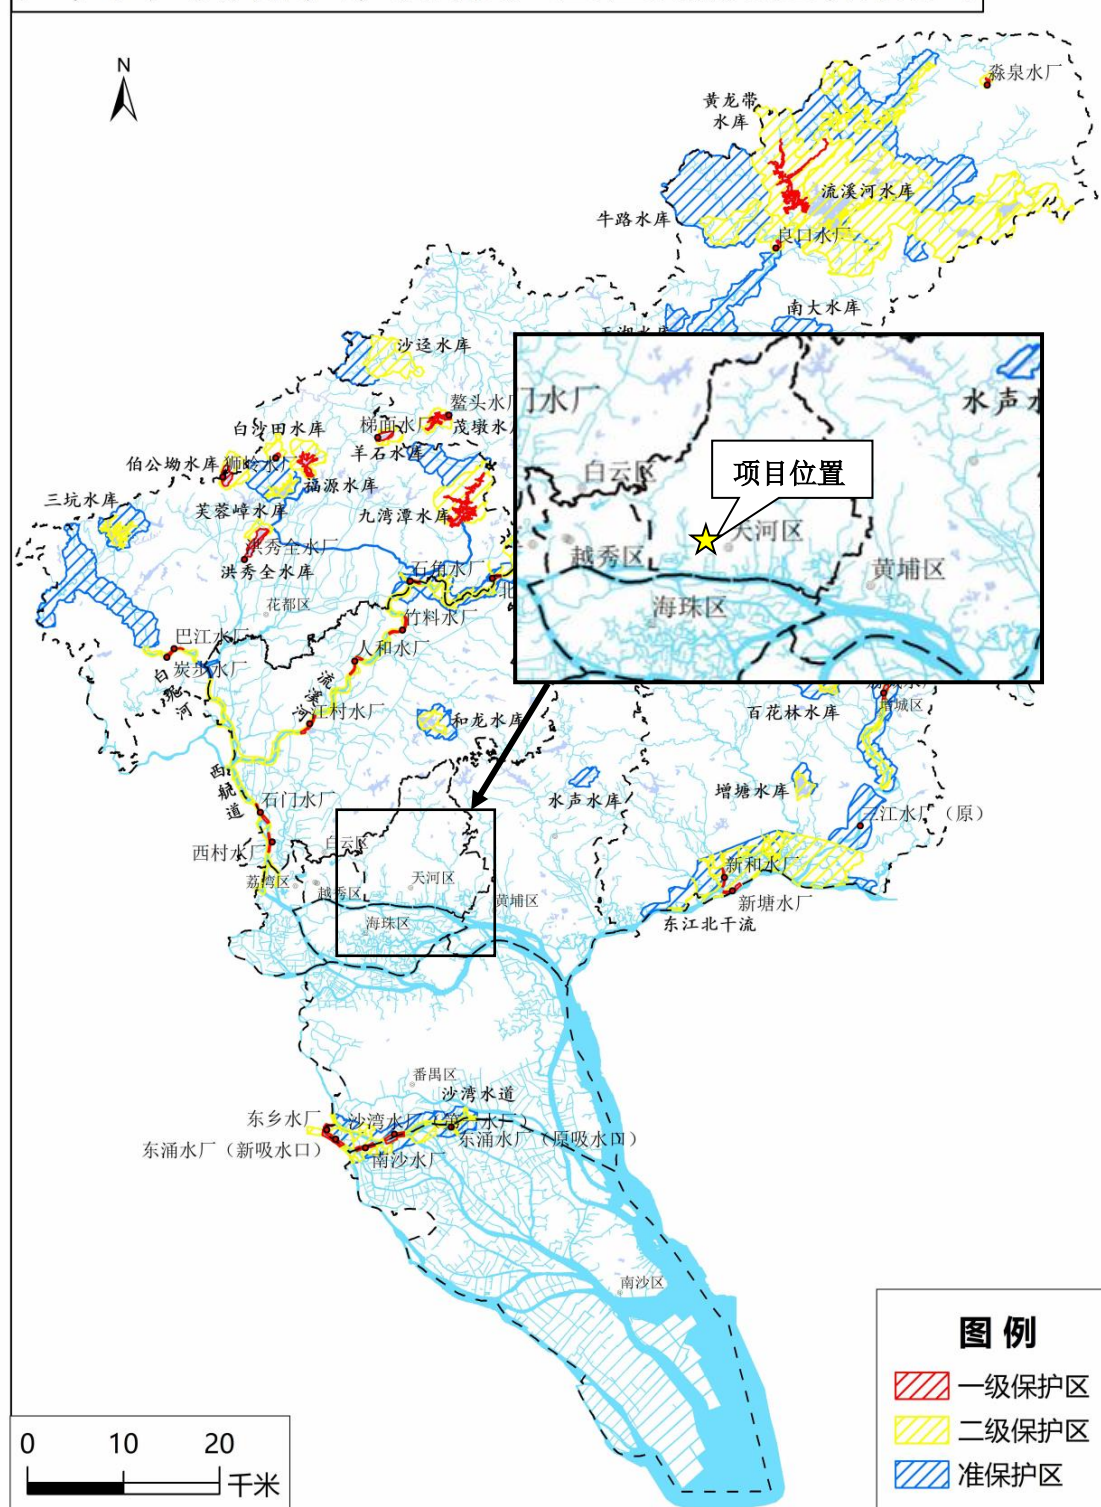 N
淼泉水厂
黄龙带
水库
流溪河水库
牛路水库
良口水厂
南大水库
沙迳水库
鳌头水厂
梯面水厂
茂墩水库
羊石水库
白沙田水库
伯公坳水库
狮岭水厂
福源水库
三坑水库
芙蓉嶂水库
九湾潭水库
洪秀全水厂
洪秀全水库
石角水厂
北
花都区
竹料水厂
巴江水厂
炭步水厂
人和水厂
白坭河
流溪河
江村水厂
和龙水库
门水厂
水声水
白云区
项目位置
天河区
越秀区
黄埔区
海珠区
增城区
百花林水库
西航道
石门水厂
水声水库
增塘水库
三江水厂（原）
西村水厂
白云区
荔湾区
越秀区
天河区
黄埔区
海珠区
新和水厂
新塘水厂
东江北干流
番禺区
沙湾水道
东乡水厂
沙湾水厂
东涌水厂（原吸水口）
东涌水厂（新吸水口）
南沙水厂
南沙区
图例
一级保护区
二级保护区
准保护区
0 10 20
千米